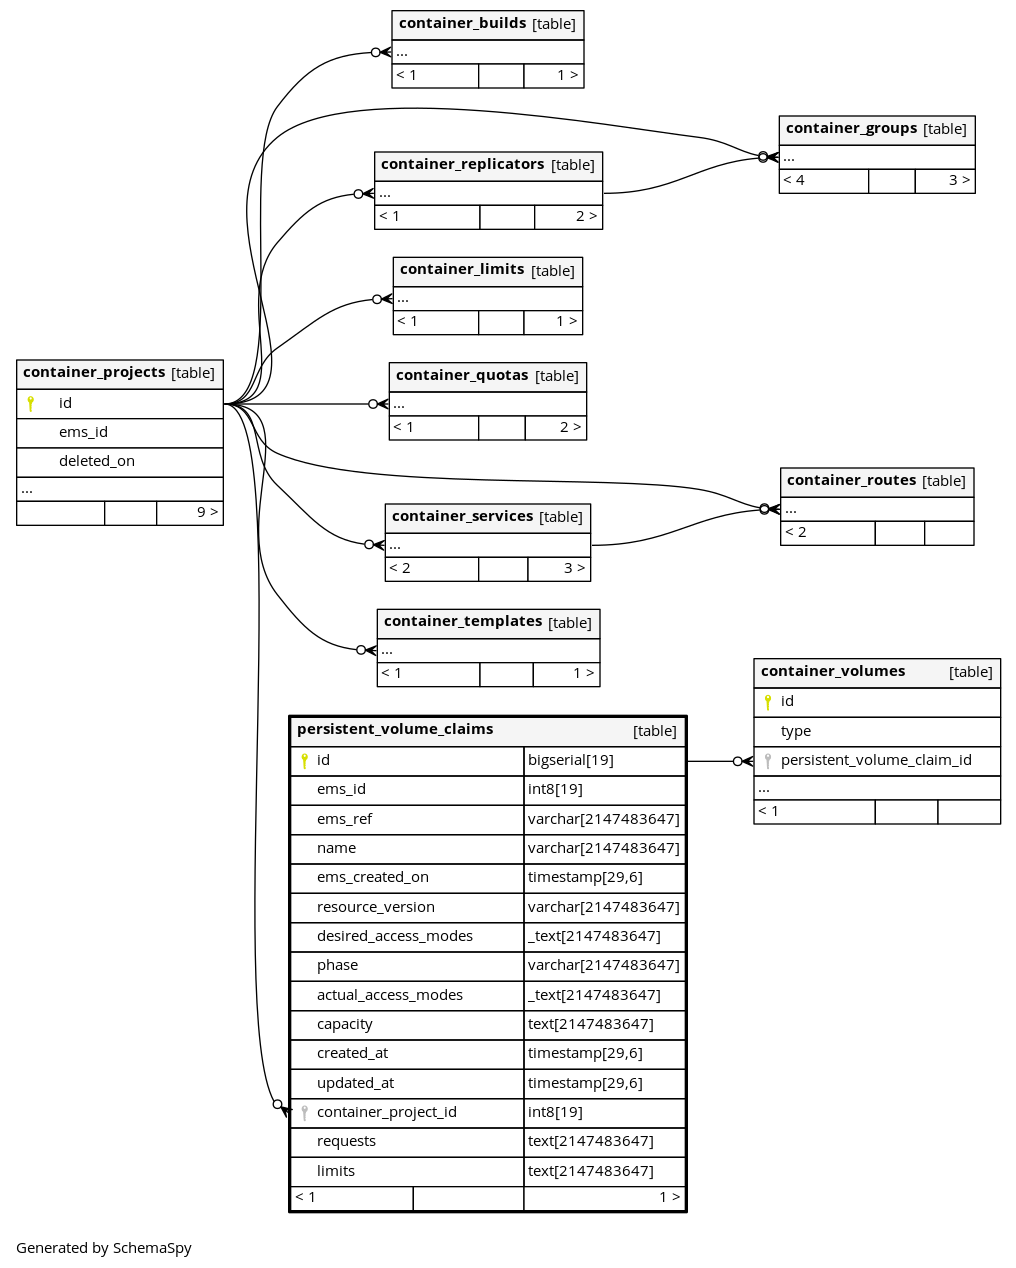 container_builds [table]
...
< 1 1 >
container_groups [table]
...
< 4 3 >
container_replicators [table]
...
< 1 2 >
container_limits [table]
...
< 1 1 >
container_projects [table]
id
ems_id
deleted_on
...
9 >
container_quotas [table]
...
< 1 2 >
container_routes [table]
...
< 2
container_services [table]
...
< 2 3 >
container_templates [table]
...
< 1 1 >
container_volumes [table]
id
type
persistent_volume_claim_id
...
< 1
persistent_volume_claims [table]
id bigserial[19]
ems_id int8[19]
ems_ref varchar[2147483647]
name varchar[2147483647]
ems_created_on timestamp[29,6]
resource_version varchar[2147483647]
desired_access_modes _text[2147483647]
phase varchar[2147483647]
actual_access_modes _text[2147483647]
capacity text[2147483647]
created_at timestamp[29,6]
updated_at timestamp[29,6]
container_project_id int8[19]
requests text[2147483647]
limits text[2147483647]
< 1 1 >
Generated by SchemaSpy